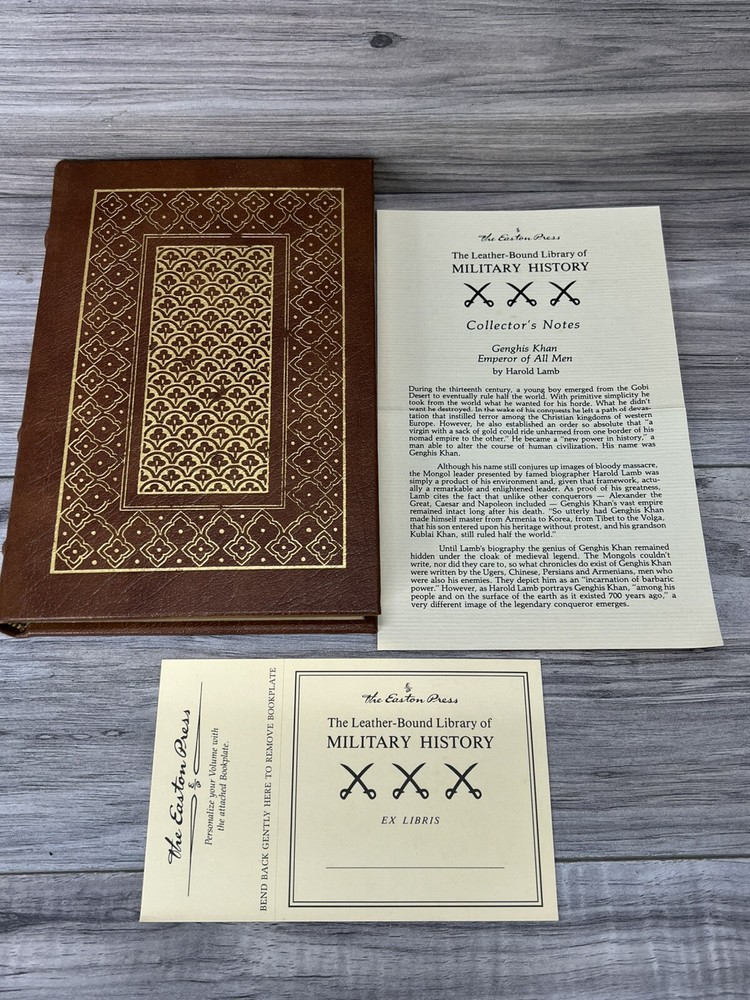 The Easton Press
The Leather-Bound Library of
MILITARY HISTORY
Collector's Notes
Genghis Khan
Emperor of All Men
by Harold Lamb
During the thirteenth century, a young boy emerged from the Gobi
Desert to eventually rule half the world. With primitive simplicity he
took from the world what he wanted for his horde. What he didn't
want he destroyed. In the wake of his conquests he left a path of devas-
tation that instilled terror among the Christian kingdoms of western
Europe. However, he also established an order so absolute that "a
virgin with a sack of gold could ride unharmed from one border of his
nomad empire to the other." He became a "new power in history," a
man able to alter the course of human civilization. His name was
Genghis Khan.
Although his name still conjures up images of bloody massacre,
the Mongol leader presented by famed biographer Harold Lamb was
simply a product of his environment and, given that framework, actu-
ally a remarkable and enlightened leader. As proof of his greatness,
Lamb cites the fact that unlike other conquerors — Alexander the
Great, Caesar and Napoleon included — Genghis Khan's vast empire
remained intact long after his death. "So utterly had Genghis Khan
made himself master from Armenia to Korea, from Tibet to the Volga,
that his son entered upon his heritage without protest, and his grandson
Kublai Khan, still ruled half the world."
Until Lamb's biography the genius of Genghis Khan remained
hidden under the cloak of medieval legend. The Mongols couldn't
write, nor did they care to, so what chronicles do exist of Genghis Khan
were written by the Ugers, Chinese, Persians and Armenians, men who
were also his enemies. They depict him as an "incarnation of barbaric
power." However, as Harold Lamb portrays Genghis Khan, "among his
people and on the surface of the earth as it existed 700 years ago," a
very different image of the legendary conqueror emerges.
The Easton Press
Personalize your Volume with
the attached Bookplate.
BEND BACK GENTLY HERE TO REMOVE BOOKPLATE
The Easton Press
The Leather-Bound Library of
MILITARY HISTORY
EX LIBRIS